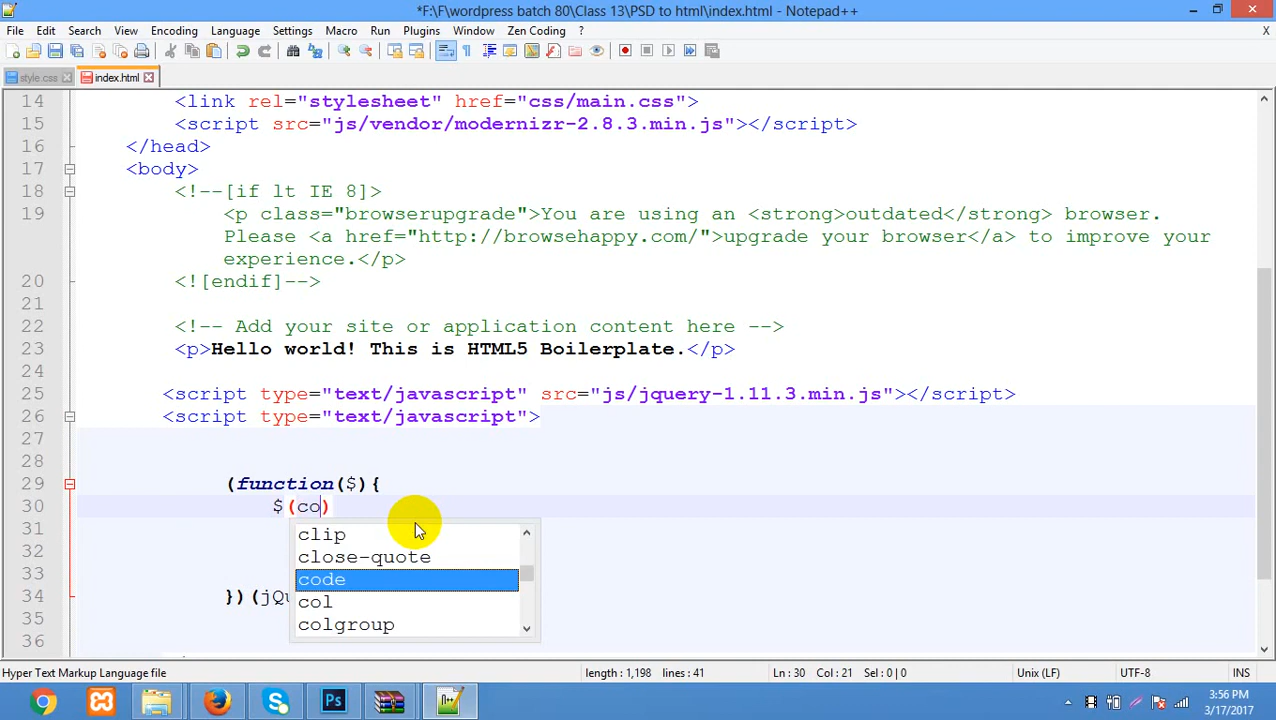 *F:\F\wordpress batch 80\Class 13\PSD to html\index.html - Notepad++
File Edit Search View Encoding Language Settings Macro Run Plugins Window Zen Coding ? X
style.css index.html
14 <link rel="stylesheet" href="css/main.css">
15 <script src="js/vendor/modernizr-2.8.3.min.js"></script>
16 </head>
17 <body>
18 <!--[if lt IE 8]>
19 <p class="browserupgrade">You are using an <strong>outdated</strong> browser.
Please <a href="http://browsehappy.com/">upgrade your browser</a> to improve your
experience.</p>
20 <![endif]-->
21
22 <!-- Add your site or application content here -->
23 <p>Hello world! This is HTML5 Boilerplate.</p>
24
25 <script type="text/javascript" src="js/jquery-1.11.3.min.js"></script>
26 <script type="text/javascript">
27
28
29 (function($){
30 $(co)
31 clip
32 close-quote
33 code
34 })(jQu col
35 colgroup
36
Hyper Text Markup Language file length : 1,198 lines : 41 Ln : 30 Col : 21 Sel : 0 | 0 Unix (LF) UTF-8 INS
Ps
3:56 PM
3/17/2017